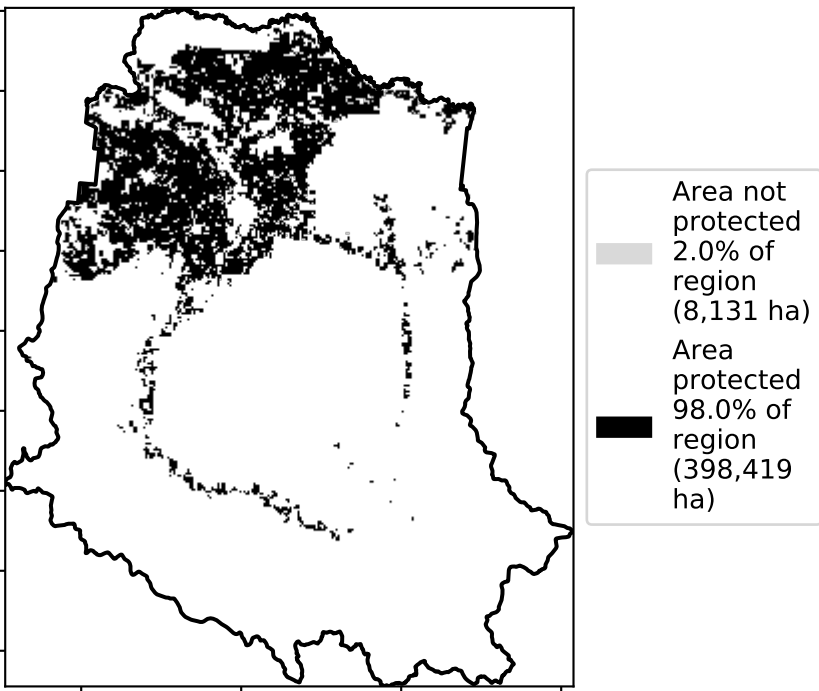 Area not
protected
2.0% of
region
(8,131 ha)
Area
protected
98.0% of
region
(398,419
ha)